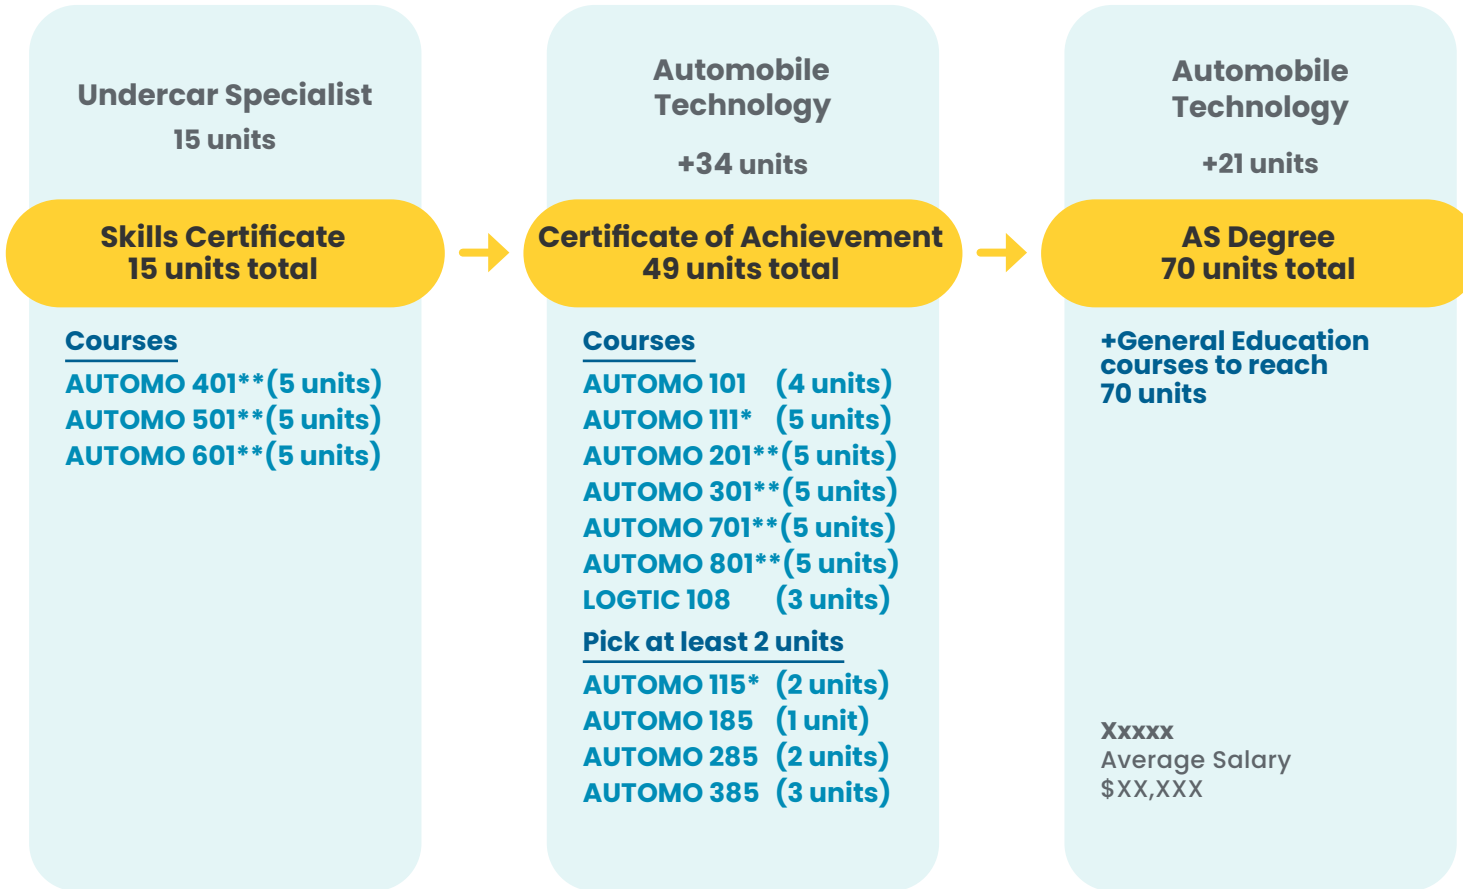 Undercar Specialist
15 units
Skills Certificate
15 units total
Courses
AUTOMO 401**(5 units)
AUTOMO 501**(5 units)
AUTOMO 601**(5 units)
Automobile
Technology
+34 units
Certificate of Achievement
49 units total
Courses
AUTOMO 101 (4 units)
AUTOMO 111* (5 units)
AUTOMO 201**(5 units)
AUTOMO 301**(5 units)
AUTOMO 701**(5 units)
AUTOMO 801**(5 units)
LOGTIC 108 (3 units)
Pick at least 2 units
AUTOMO 115* (2 units)
AUTOMO 185 (1 unit)
AUTOMO 285 (2 units)
AUTOMO 385 (3 units)
Automobile
Technology
+21 units
AS Degree
70 units total
+General Education
courses to reach
70 units
Xxxxx
Average Salary
$XX,XXX